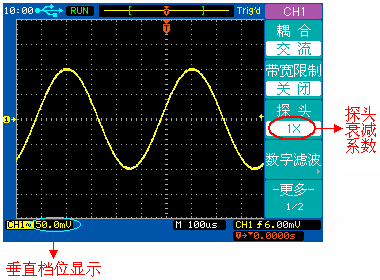 10:00 RUN Trig'd CH1
耦 合
交 流
带宽限制
关 闭
探 头
1X
数字滤波
-更多-
1/2
1
CH1~ 50.0mV M 100us CH1 f 6.00mV
T→▼0.0000s
探头
衰减
系数
垂直档位显示